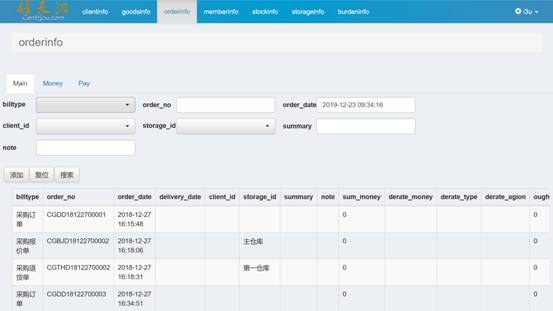 信天游 clientinfo goodsinfo orderinfo memberinfo stockinfo storageinfo burdeninfo i3u
Centijou.com
orderinfo
Main Money Pay
billtype order_no order_date 2019-12-23 09:34:16
client_id storage_id summary
note
添加 复位 搜索
billtype order_no order_date delivery_date client_id storage_id summary note sum_money derate_money derate_type derate_agion ough
采购订单 CGDD18122700001 2018-12-27 16:15:48 0 0
采购报价单 CGBJD18122700002 2018-12-27 16:18:06 主仓库 0 0
采购退货单 CGTHD18122700002 2018-12-27 16:18:31 第一仓库 0 0
采购订单 CGDD18122700003 2018-12-27 16:34:51 0 0